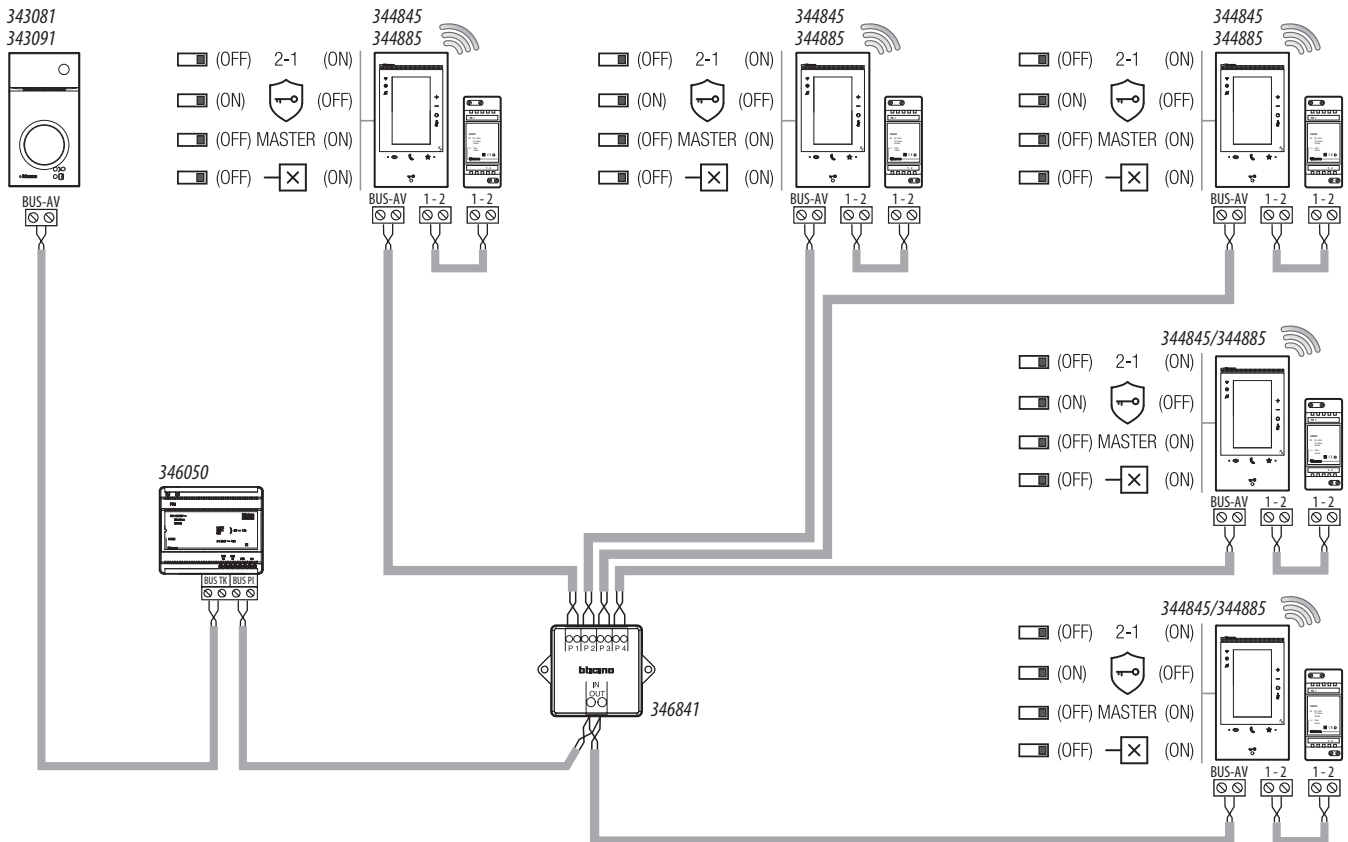 343081
343091
BUS-AV
344845
344885
(OFF) 2-1 (ON)
(ON) (OFF)
(OFF) MASTER (ON)
(OFF) (ON)
BUS-AV 1 - 2 1 - 2
344845
344885
(OFF) 2-1 (ON)
(ON) (OFF)
(OFF) MASTER (ON)
(OFF) (ON)
BUS-AV 1 - 2 1 - 2
344845
344885
(OFF) 2-1 (ON)
(ON) (OFF)
(OFF) MASTER (ON)
(OFF) (ON)
BUS-AV 1 - 2 1 - 2
344845/344885
(OFF) 2-1 (ON)
(ON) (OFF)
(OFF) MASTER (ON)
(OFF) (ON)
BUS-AV 1 - 2 1 - 2
346050
BUS TK BUS PI
P1 P2 P3 P4
bticino
IN
OUT
346841
344845/344885
(OFF) 2-1 (ON)
(ON) (OFF)
(OFF) MASTER (ON)
(OFF) (ON)
BUS-AV 1 - 2 1 - 2